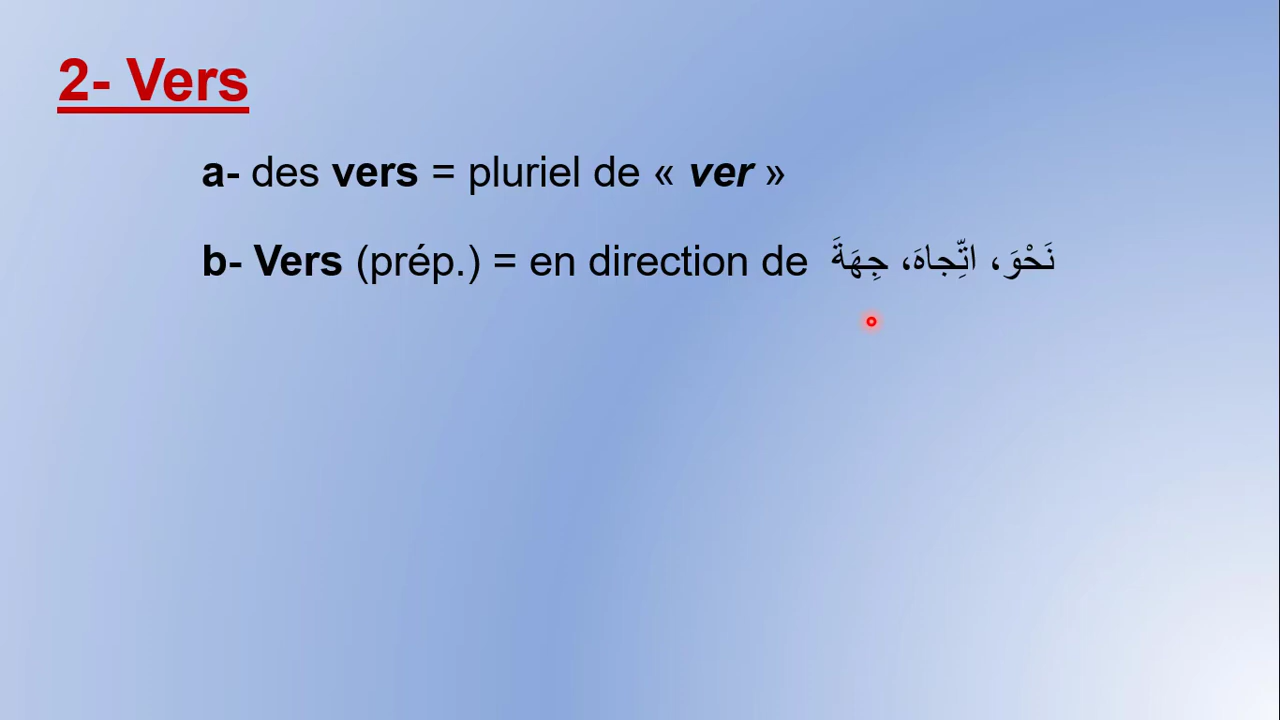 2- Vers
a- des vers = pluriel de « ver »
b- Vers (prép.) = en direction de نَحْوَ، اتِّجاهَ، جِهَةَ